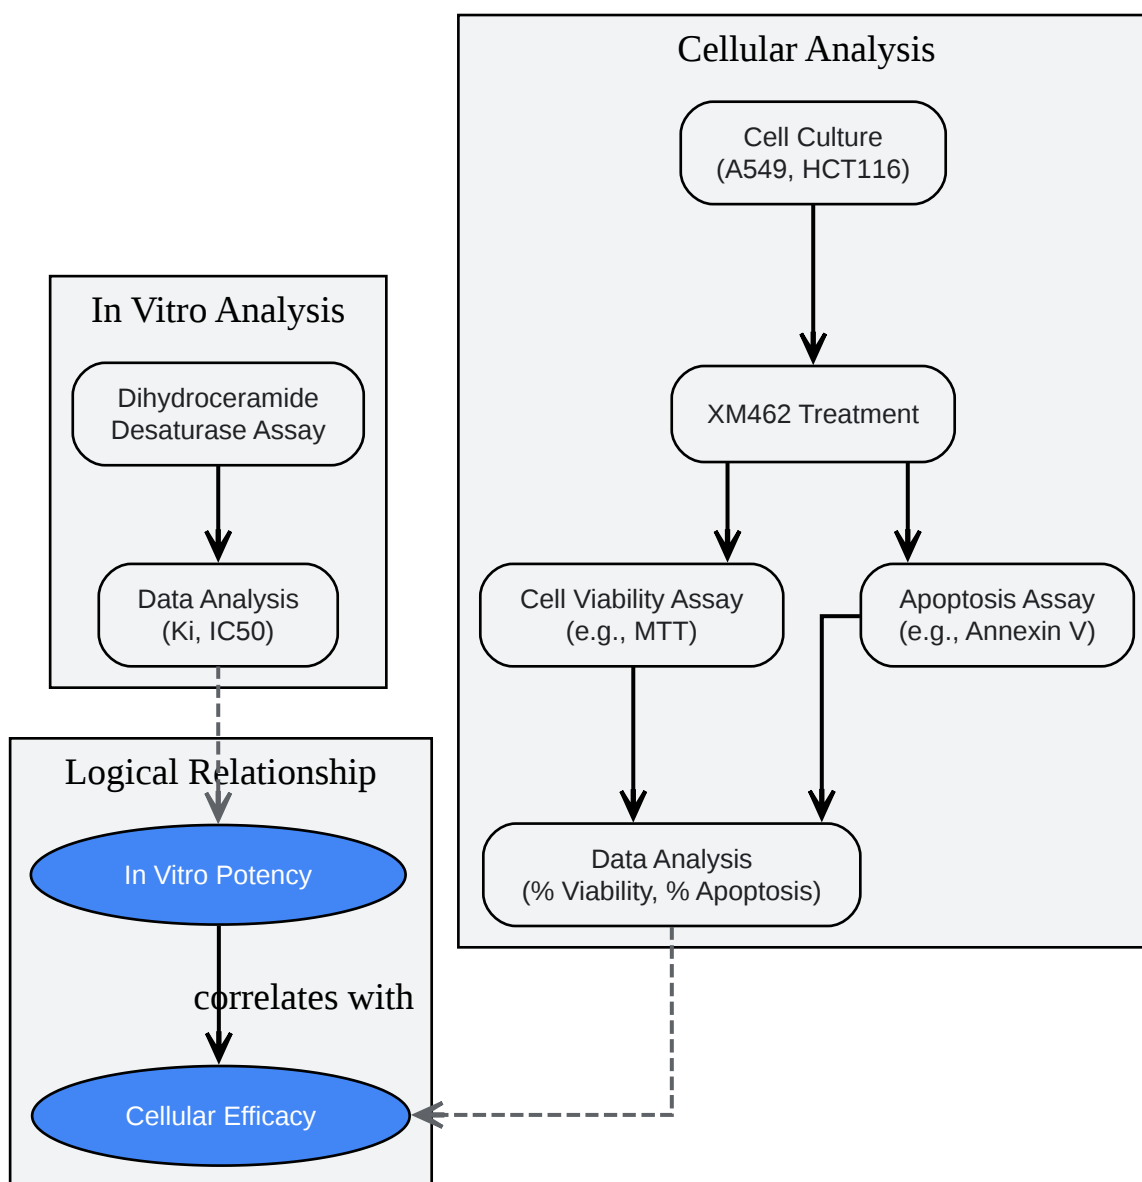 Cellular Analysis
Cell Culture
(A549, HCT116)
XM462 Treatment
Cell Viability Assay
(e.g., MTT)
Apoptosis Assay
(e.g., Annexin V)
Data Analysis
(% Viability, % Apoptosis)
In Vitro Analysis
Dihydroceramide
Desaturase Assay
Data Analysis
(Ki, IC50)
Logical Relationship
In Vitro Potency
correlates with
Cellular Efficacy